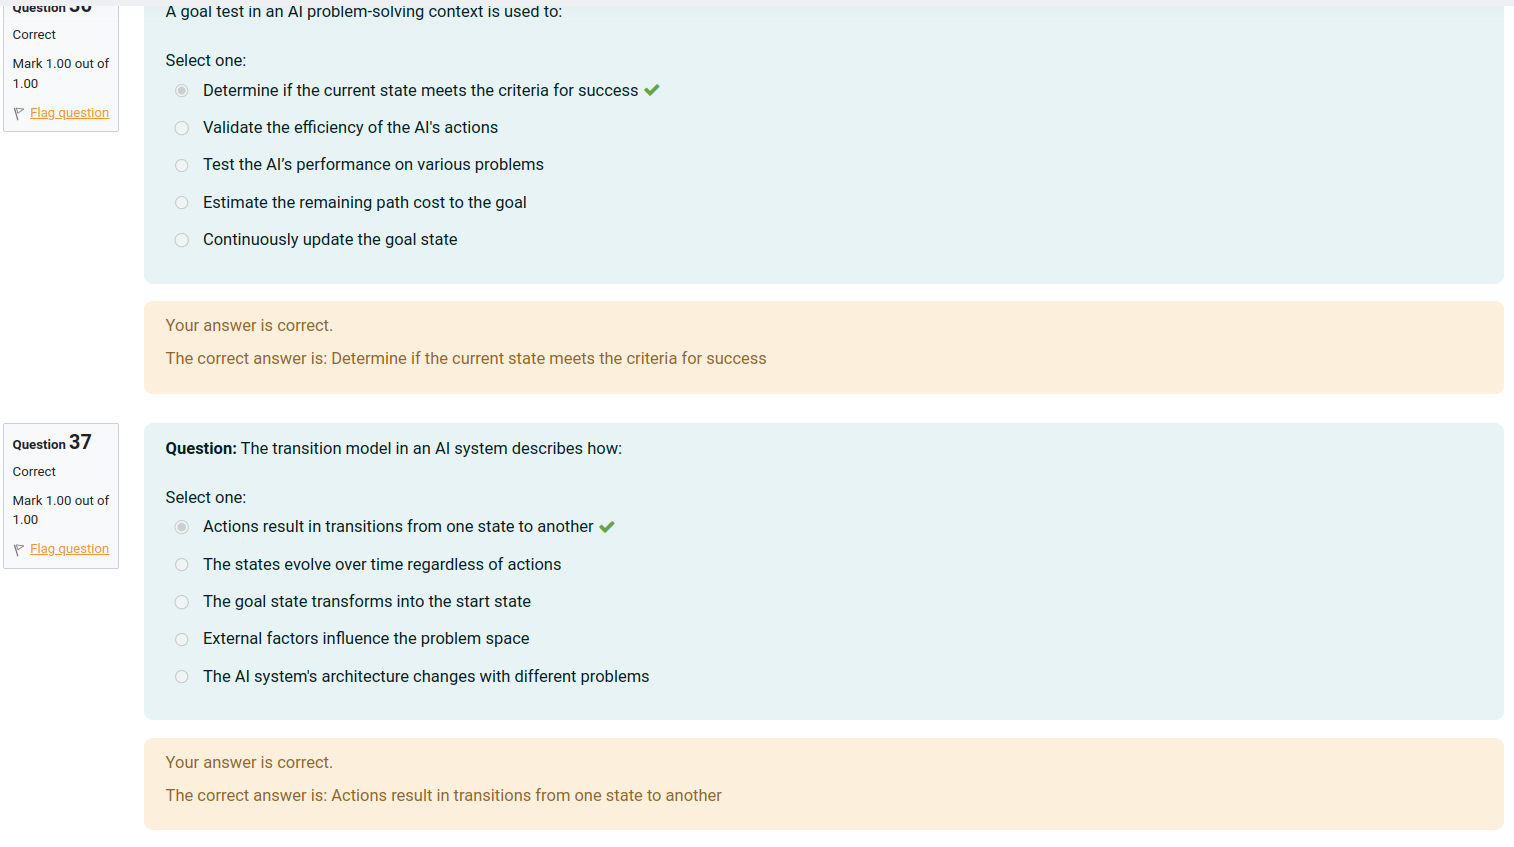 Question 36
A goal test in an AI problem-solving context is used to:
Correct
Mark 1.00 out of
1.00
Flag question
Select one:
Determine if the current state meets the criteria for success
Validate the efficiency of the AI's actions
Test the AI’s performance on various problems
Estimate the remaining path cost to the goal
Continuously update the goal state
Your answer is correct.
The correct answer is: Determine if the current state meets the criteria for success
Question 37
Correct
Mark 1.00 out of
1.00
Flag question
Question: The transition model in an AI system describes how:
Select one:
Actions result in transitions from one state to another
The states evolve over time regardless of actions
The goal state transforms into the start state
External factors influence the problem space
The AI system's architecture changes with different problems
Your answer is correct.
The correct answer is: Actions result in transitions from one state to another